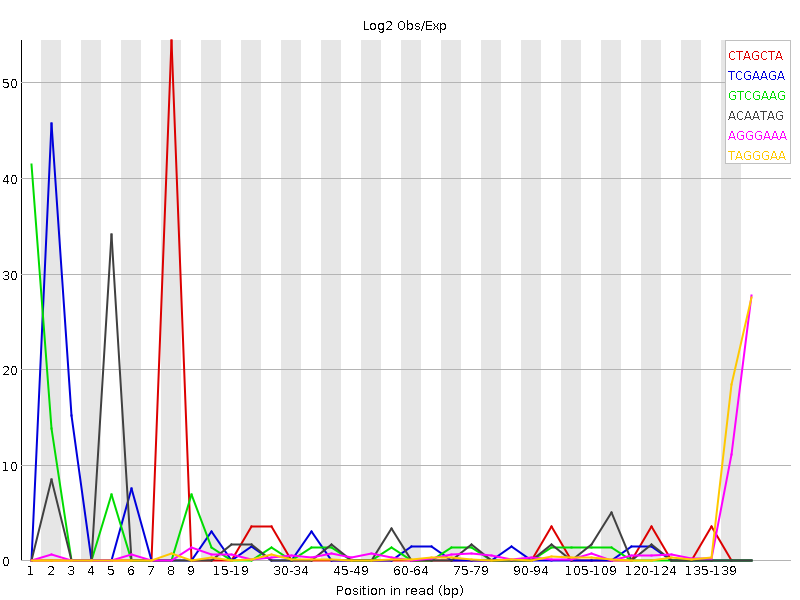 Log2 Obs/Exp
CTAGCTA
TCGAAGA
GTCGAAG
ACAATAG
AGGGAAA
TAGGGAA
50
40
30
20
10
0
1 2 3 4 5 6 7 8 9 15-19 30-34 45-49 60-64 75-79 90-94 105-109 120-124 135-139
Position in read (bp)